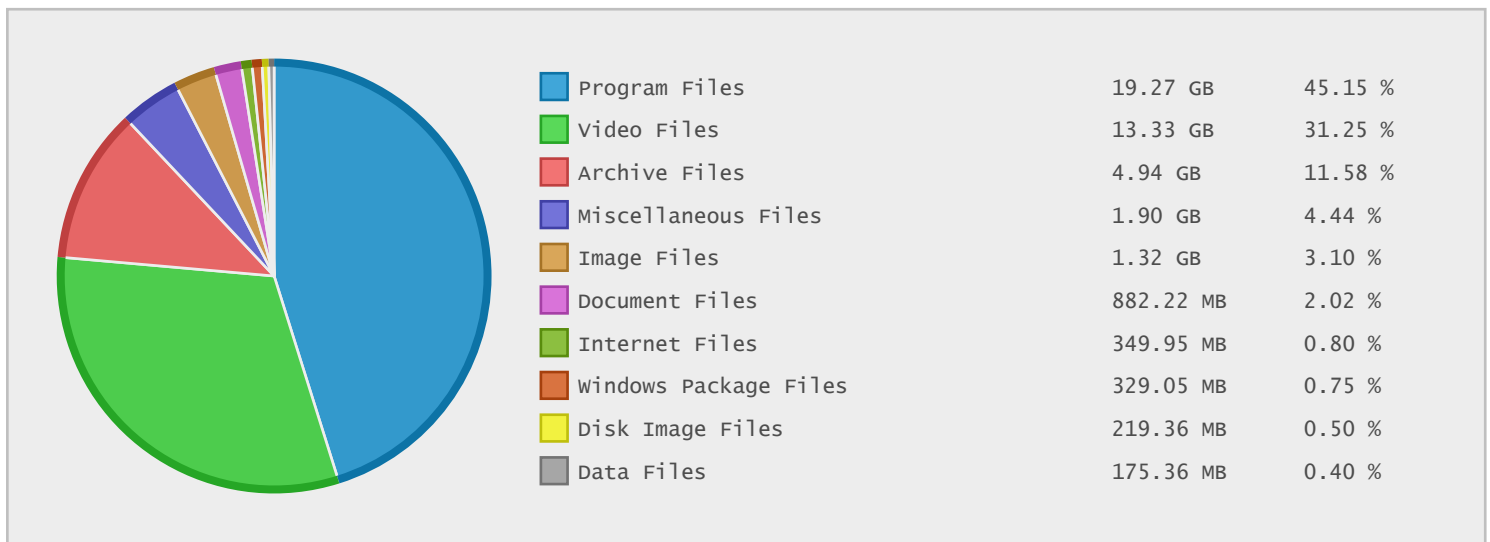 Program Files 19.27 GB 45.15 %
Video Files 13.33 GB 31.25 %
Archive Files 4.94 GB 11.58 %
Miscellaneous Files 1.90 GB 4.44 %
Image Files 1.32 GB 3.10 %
Document Files 882.22 MB 2.02 %
Internet Files 349.95 MB 0.80 %
Windows Package Files 329.05 MB 0.75 %
Disk Image Files 219.36 MB 0.50 %
Data Files 175.36 MB 0.40 %